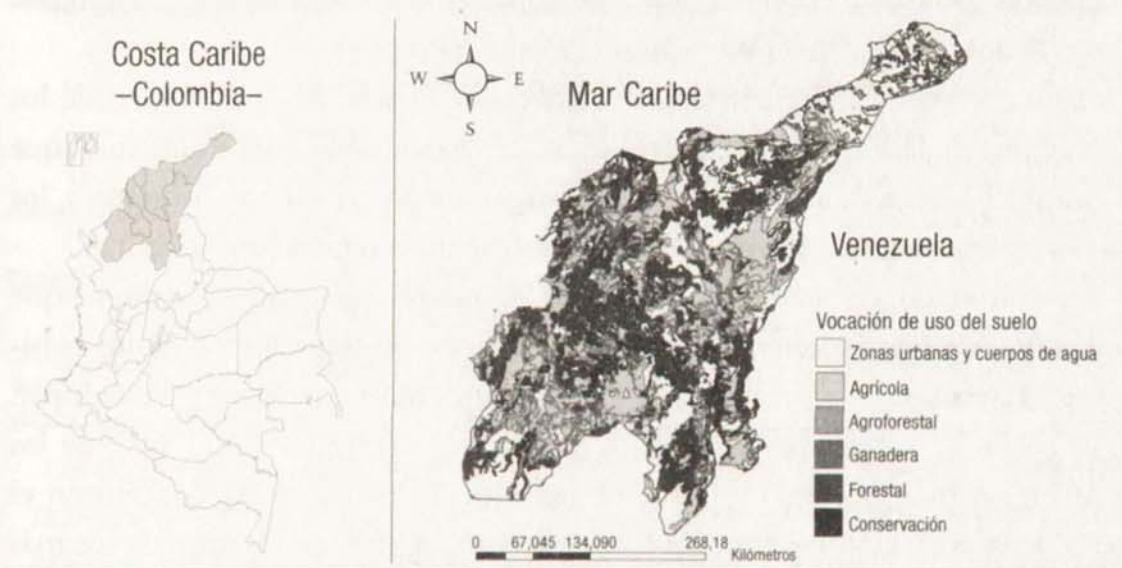 Costa Caribe
–Colombia–
N
W
E
S
Mar Caribe
Venezuela
Vocación de uso del suelo
Zonas urbanas y cuerpos de agua
Agrícola
Agroforestal
Ganadera
Forestal
Conservación
0 67,045 134,090 268,18
Kilómetros